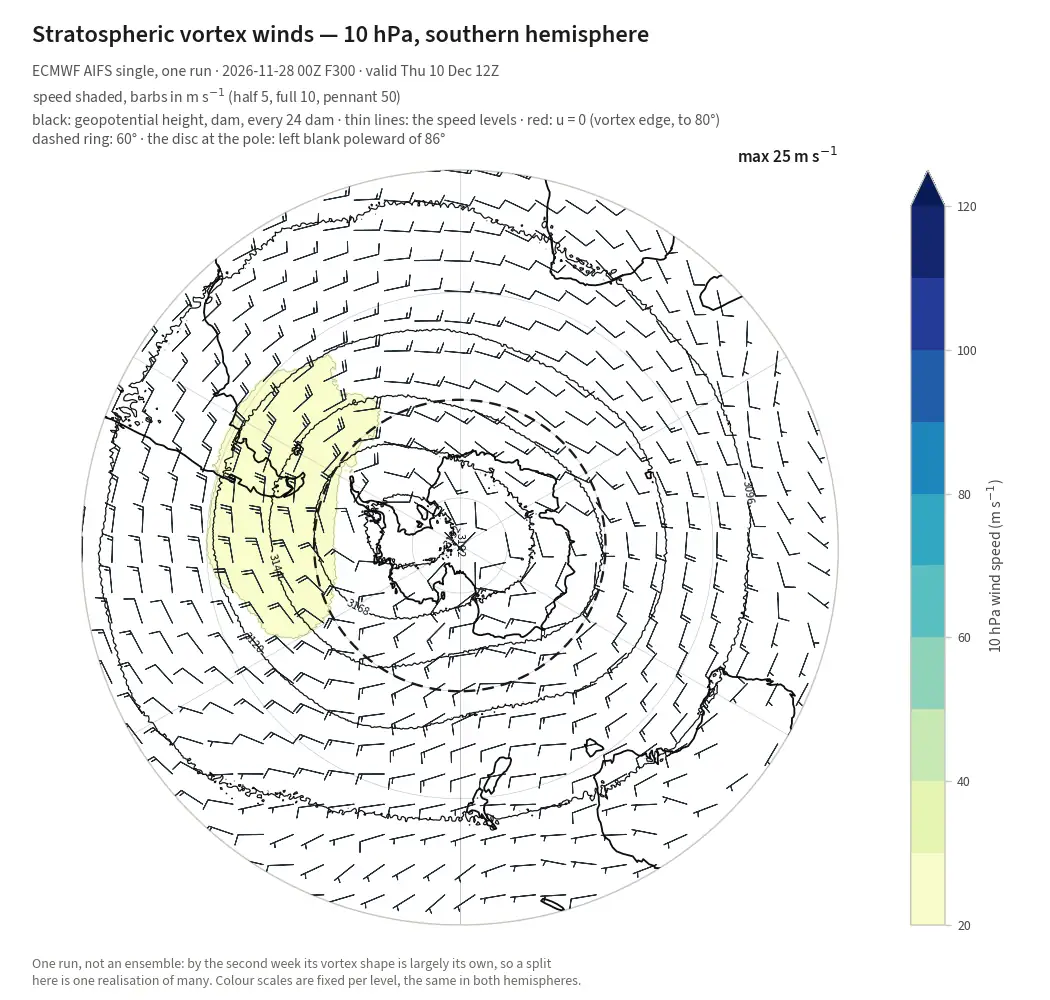 Stratospheric vortex winds — 10 hPa, southern hemisphere
ECMWF AIFS single, one run · 2026-11-28 00Z F300 · valid Thu 10 Dec 12Z
speed shaded, barbs in m s⁻¹ (half 5, full 10, pennant 50)
black: geopotential height, dam, every 24 dam · thin lines: the speed levels · red: u = 0 (vortex edge, to 80°)
dashed ring: 60° · the disc at the pole: left blank poleward of 86°
max 25 m s⁻¹
120
100
80
60
40
20
10 hPa wind speed (m s⁻¹)
3096
3168
One run, not an ensemble: by the second week its vortex shape is largely its own, so a split
here is one realisation of many. Colour scales are fixed per level, the same in both hemispheres.